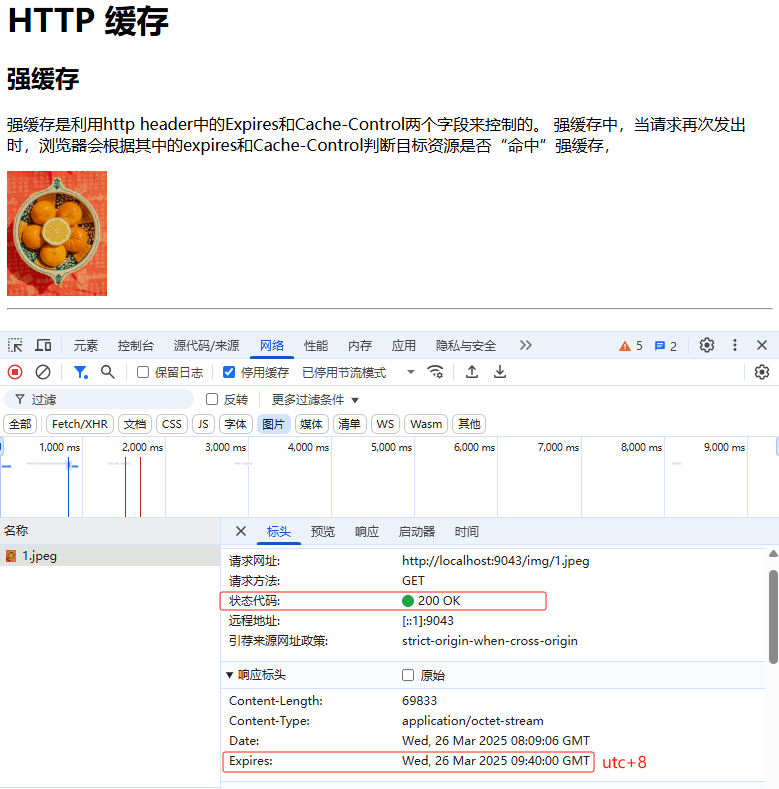 HTTP 缓存
强缓存
强缓存是利用http header中的Expires和Cache-Control两个字段来控制的。 强缓存中，当请求再次发出
时，浏览器会根据其中的expires和Cache-Control判断目标资源是否“命中”强缓存，
元素 控制台 源代码/来源 网络 性能 内存 应用 隐私与安全 5 2
保留日志 停用缓存 已停用节流模式
过滤 反转 更多过滤条件
全部 Fetch/XHR 文档 CSS JS 字体 图片 媒体 清单 WS Wasm 其他
1,000 ms 2,000 ms 3,000 ms 4,000 ms 5,000 ms 6,000 ms 7,000 ms 8,000 ms 9,000 ms
名称 标头 预览 响应 启动器 时间
1.jpeg
请求网址: http://localhost:9043/img/1.jpeg
请求方法: GET
状态代码: 200 OK
远程地址: [::1]:9043
引荐来源网址政策: strict-origin-when-cross-origin
响应标头 原始
Content-Length: 69833
Content-Type: application/octet-stream
Date: Wed, 26 Mar 2025 08:09:06 GMT
Expires: Wed, 26 Mar 2025 09:40:00 GMT utc+8